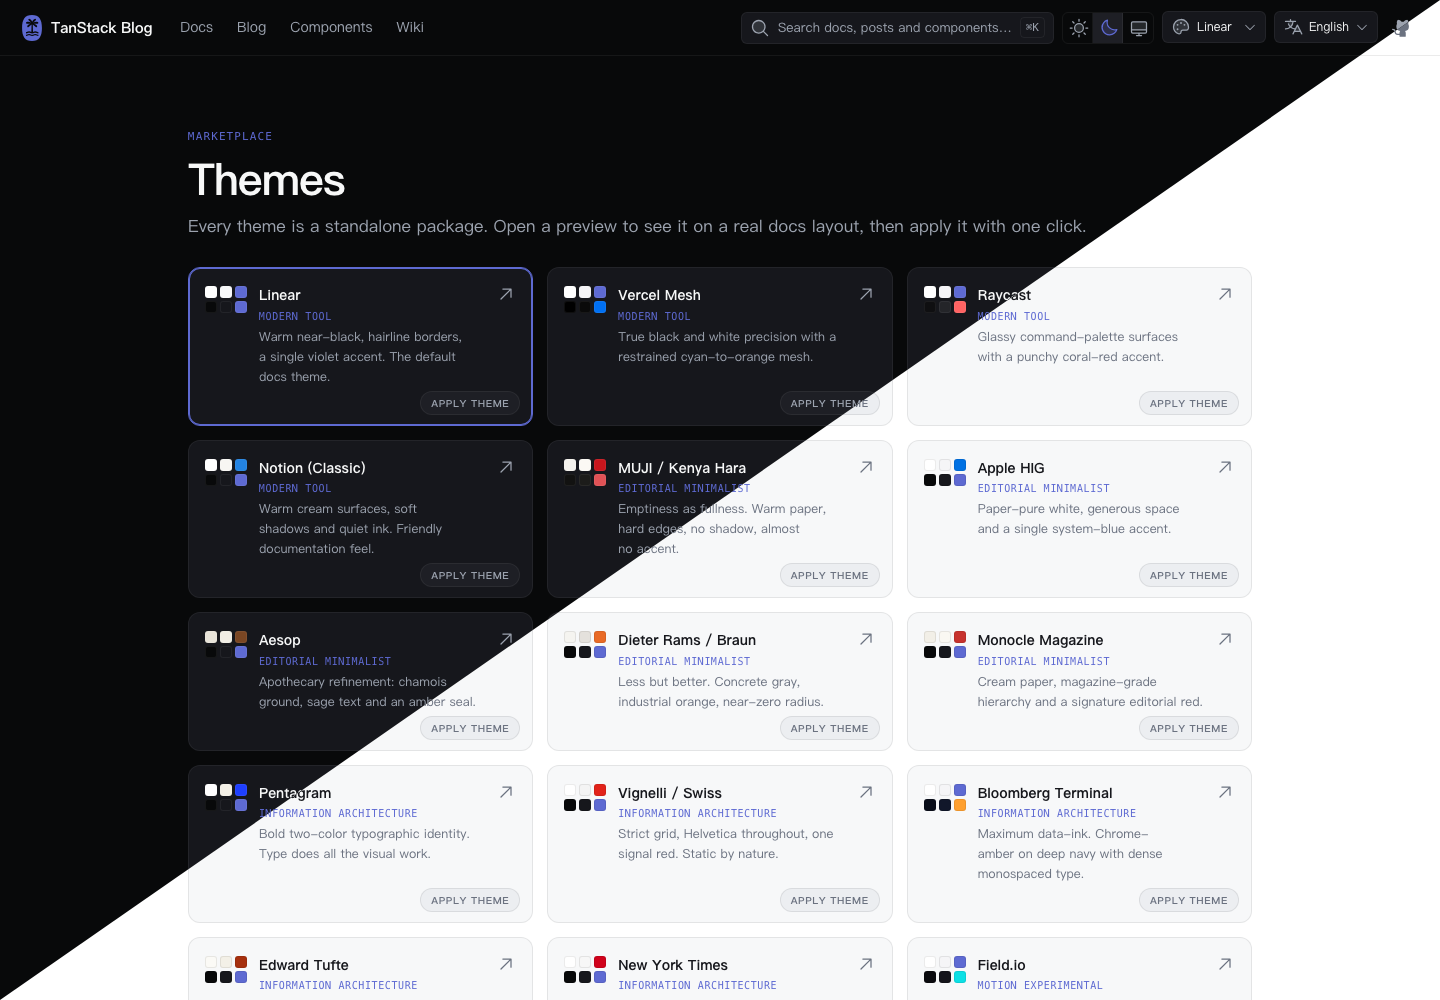 TanStack Blog
Docs
Blog
Components
Wiki
Search docs, posts and components...
⌘K
Linear
English
MARKETPLACE
Themes
Every theme is a standalone package. Open a preview to see it on a real docs layout, then apply it with one click.
Linear
MODERN TOOL
Warm near-black, hairline borders,
a single violet accent. The default
docs theme.
APPLY THEME
Vercel Mesh
MODERN TOOL
True black and white precision with a
restrained cyan-to-orange mesh.
APPLY THEME
Raycast
MODERN TOOL
Glassy command-palette surfaces
with a punchy coral-red accent.
APPLY THEME
Notion (Classic)
MODERN TOOL
Warm cream surfaces, soft
shadows and quiet ink. Friendly
documentation feel.
APPLY THEME
MUJI / Kenya Hara
EDITORIAL MINIMALIST
Emptiness as fullness. Warm paper,
hard edges, no shadow, almost
no accent.
APPLY THEME
Apple HIG
EDITORIAL MINIMALIST
Paper-pure white, generous space
and a single system-blue accent.
APPLY THEME
Aesop
EDITORIAL MINIMALIST
Apothecary refinement: chamois
ground, sage text and an amber seal.
APPLY THEME
Dieter Rams / Braun
EDITORIAL MINIMALIST
Less but better. Concrete gray,
industrial orange, near-zero radius.
APPLY THEME
Monocle Magazine
EDITORIAL MINIMALIST
Cream paper, magazine-grade
hierarchy and a signature editorial red.
APPLY THEME
Pentagram
INFORMATION ARCHITECTURE
Bold two-color typographic identity.
Type does all the visual work.
APPLY THEME
Vignelli / Swiss
INFORMATION ARCHITECTURE
Strict grid, Helvetica throughout, one
signal red. Static by nature.
APPLY THEME
Bloomberg Terminal
INFORMATION ARCHITECTURE
Maximum data-ink. Chrome-
amber on deep navy with dense
monospaced type.
APPLY THEME
Edward Tufte
INFORMATION ARCHITECTURE
New York Times
INFORMATION ARCHITECTURE
Field.io
MOTION EXPERIMENTAL